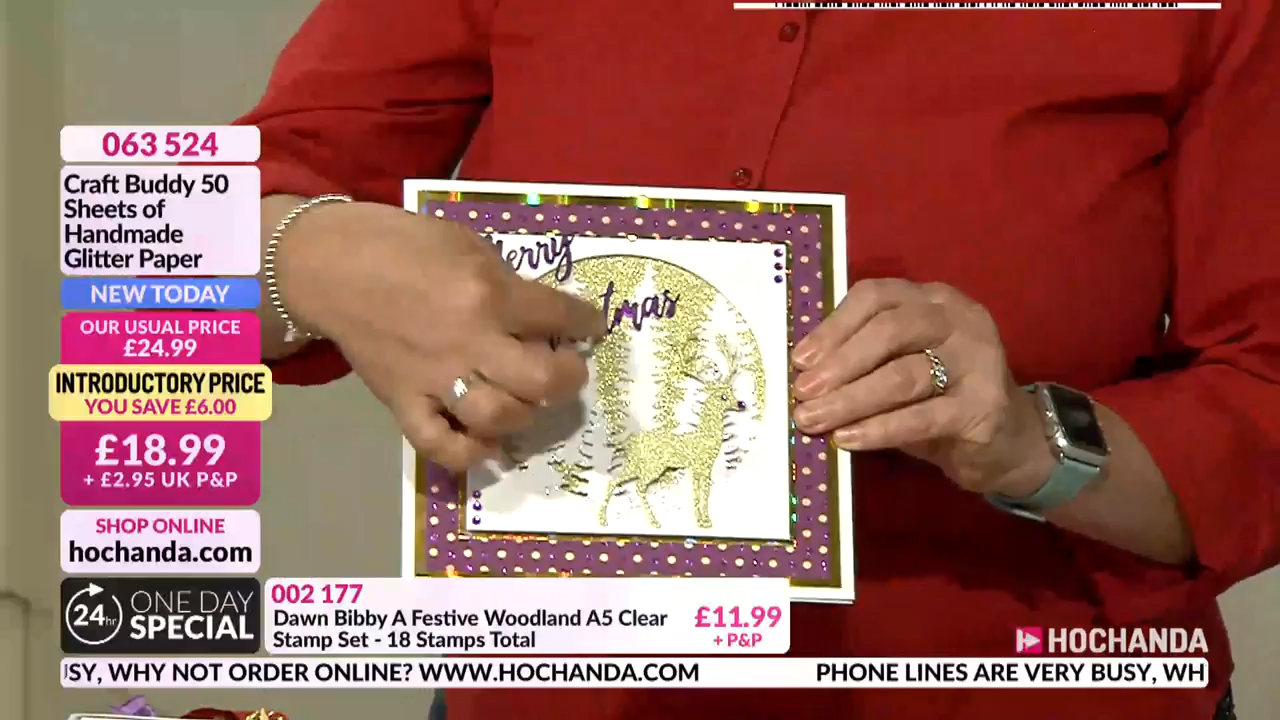 063 524
Craft Buddy 50
Sheets of
Handmade
Glitter Paper
NEW TODAY
OUR USUAL PRICE
£24.99
INTRODUCTORY PRICE
YOU SAVE £6.00
£18.99
+ £2.95 UK P&P
SHOP ONLINE
hochanda.com
24hr ONE DAY
SPECIAL
Merry
tmas
002 177
Dawn Bibby A Festive Woodland A5 Clear
Stamp Set - 18 Stamps Total
£11.99
+ P&P
HOCHANDA
JSY, WHY NOT ORDER ONLINE? WWW.HOCHANDA.COM PHONE LINES ARE VERY BUSY, WH